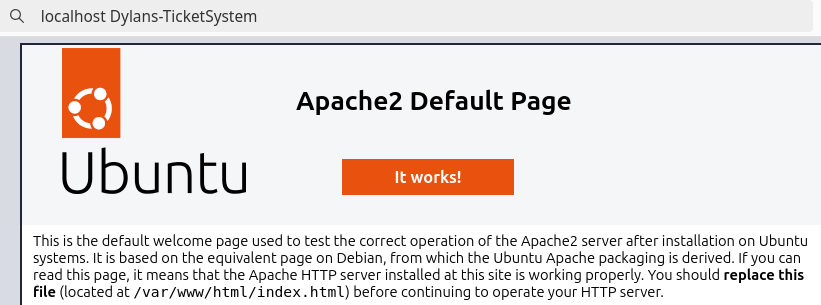 localhost Dylans-TicketSystem
Apache2 Default Page
Ubuntu
It works!
This is the default welcome page used to test the correct operation of the Apache2 server after installation on Ubuntu
systems. It is based on the equivalent page on Debian, from which the Ubuntu Apache packaging is derived. If you can
read this page, it means that the Apache HTTP server installed at this site is working properly. You should replace this
file (located at /var/www/html/index.html) before continuing to operate your HTTP server.